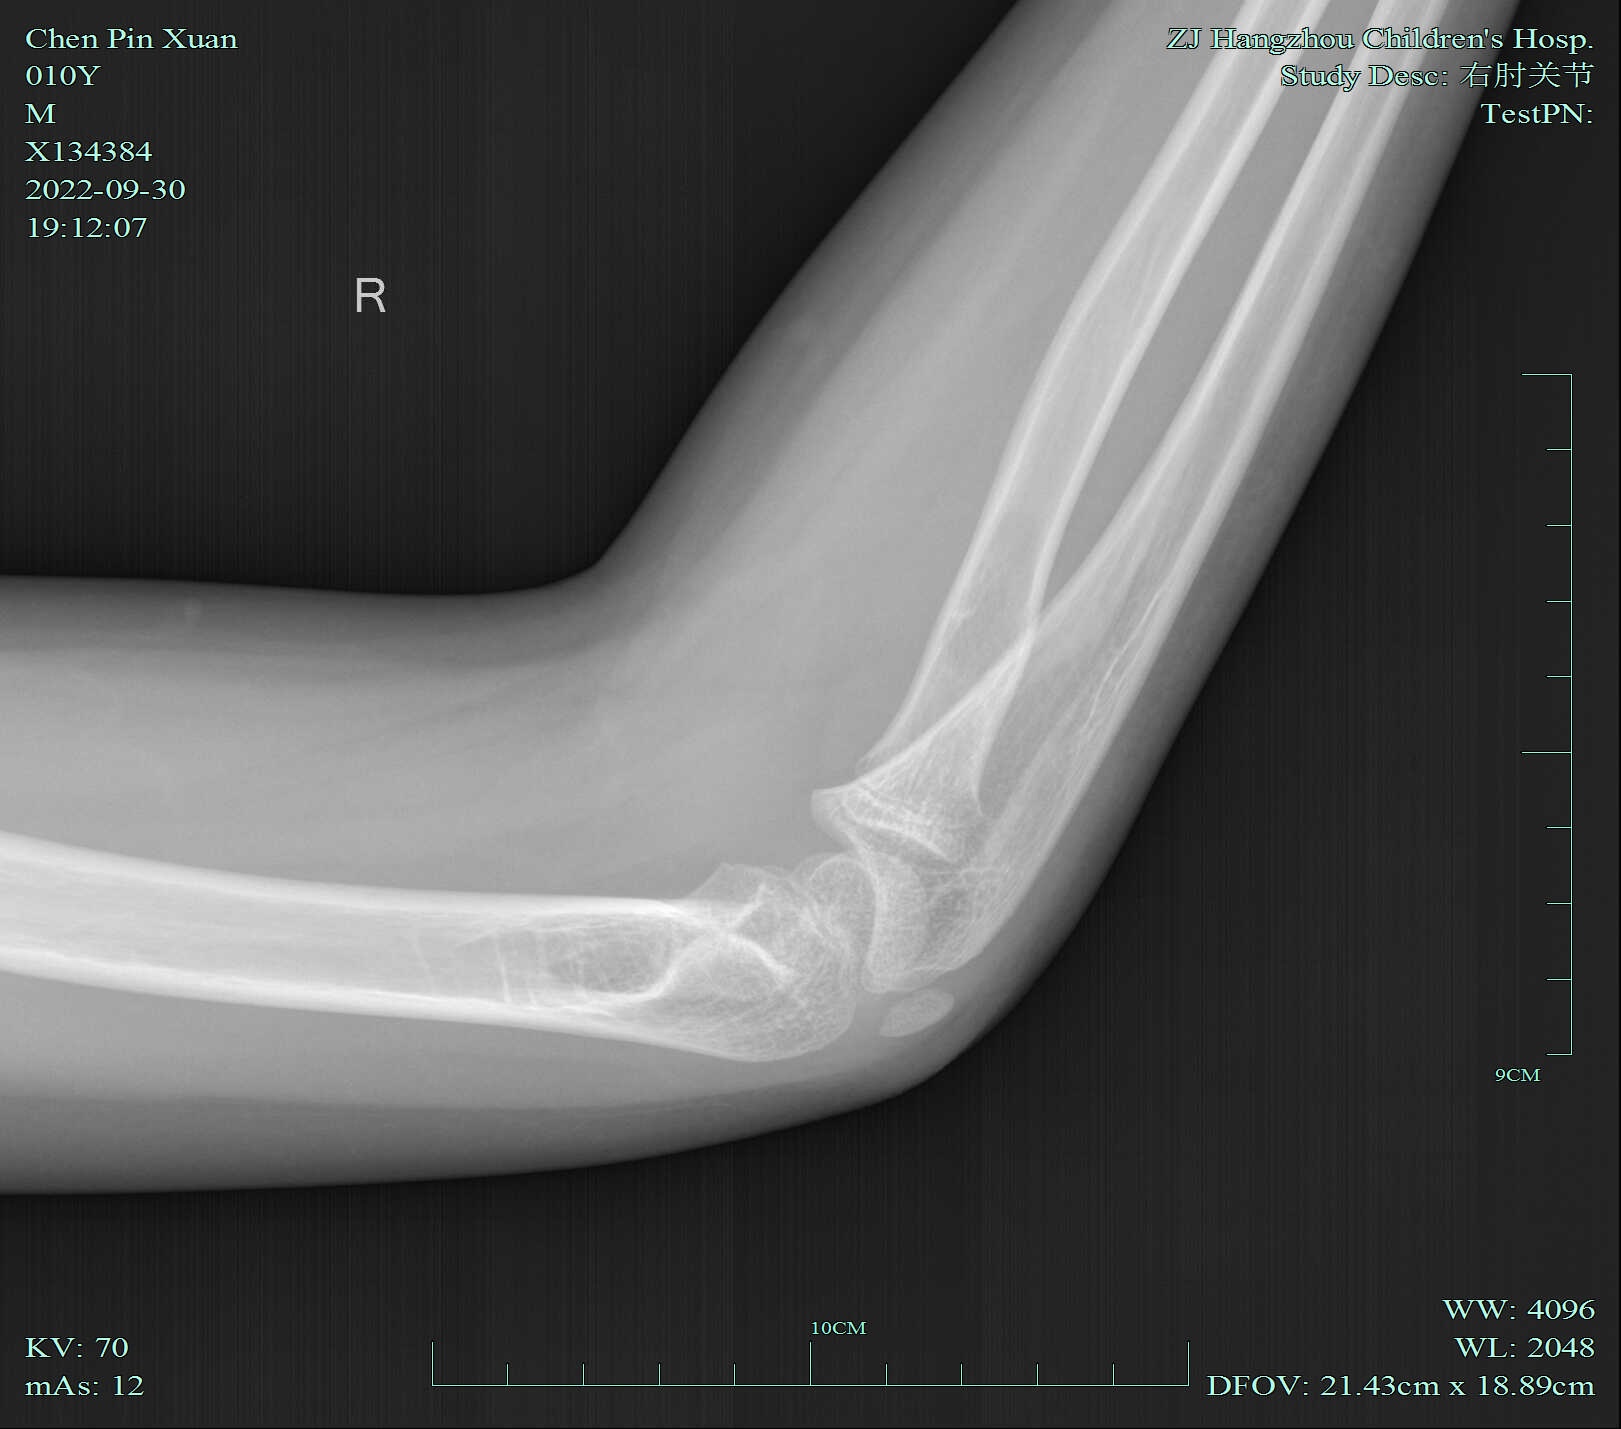 Chen Pin Xuan
010Y
M
X134384
2022-09-30
19:12:07
ZJ Hangzhou Children's Hosp.
Study Desc: 右肘关节
TestPN:
R
9CM
10CM
KV: 70
mAs: 12
WW: 4096
WL: 2048
DFOV: 21.43cm x 18.89cm